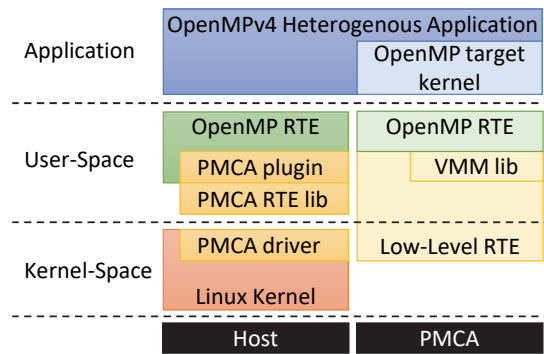 OpenMPv4 Heterogenous Application
Application
OpenMP target
kernel
OpenMP RTE
OpenMP RTE
User-Space
PMCA plugin
VMM lib
PMCA RTE lib
PMCA driver
Low-Level RTE
Kernel-Space
Linux Kernel
Host
PMCA